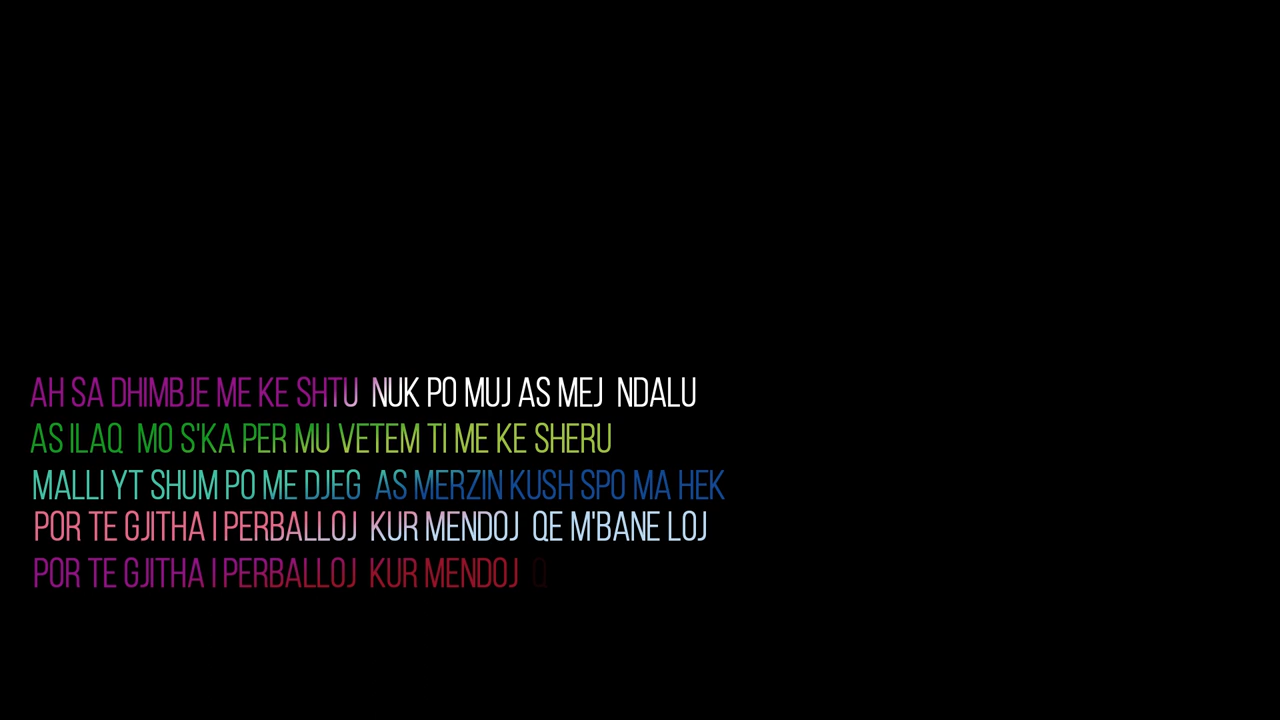 AH SA DHIMBJE ME KE SHTU NUK PO MUJ AS MEJ NDALU
AS ILAQ MO S'KA PER MU VETEM TI ME KE SHERU
MALLI YT SHUM PO ME DJEG AS MERZIN KUSH SPO MA HEK
POR TE GJITHA I PERBALLOJ KUR MENDOJ QE M'BANE LOJ
POR TE GJITHA I PERBALLOJ KUR MENDOJ Q